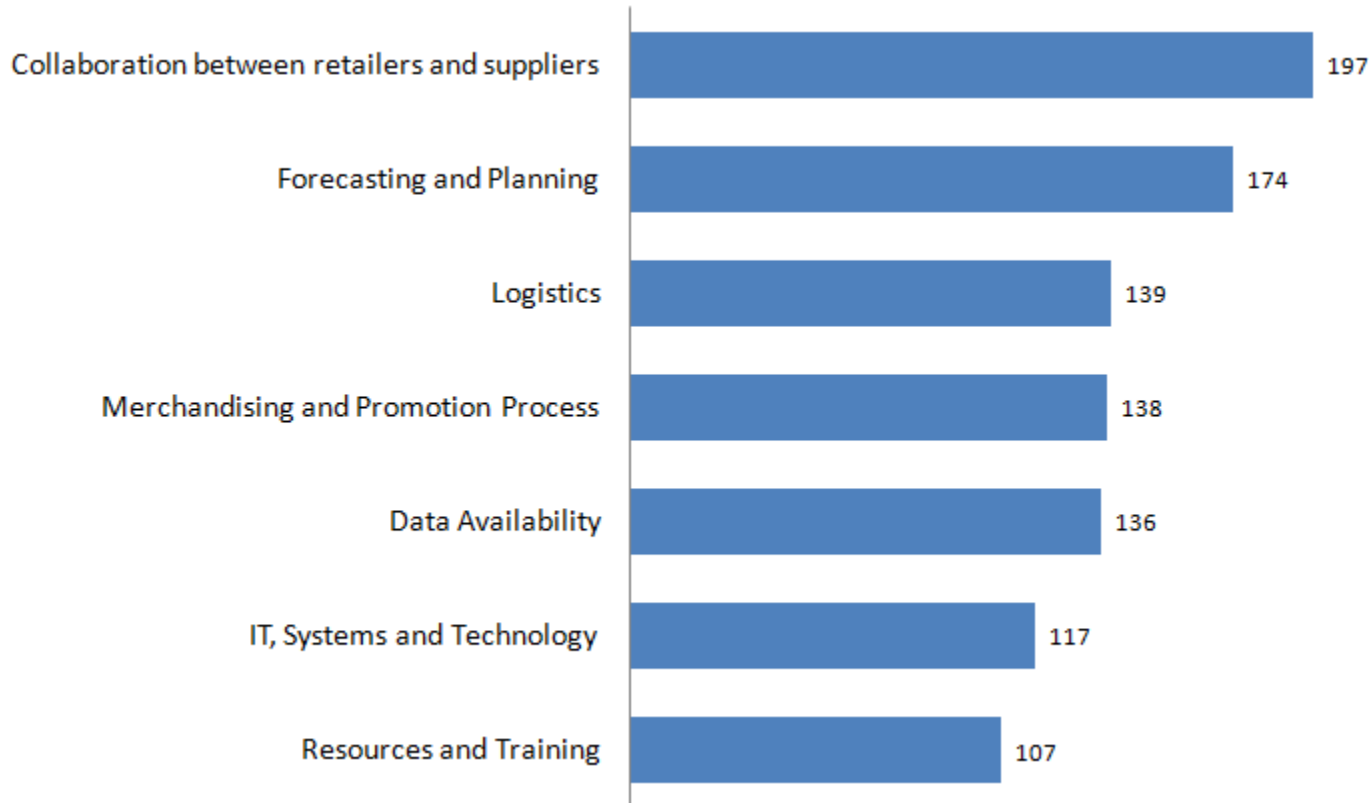 Collaboration between retailers and suppliers 197
Forecasting and Planning 174
Logistics 139
Merchandising and Promotion Process 138
Data Availability 136
IT, Systems and Technology 117
Resources and Training 107